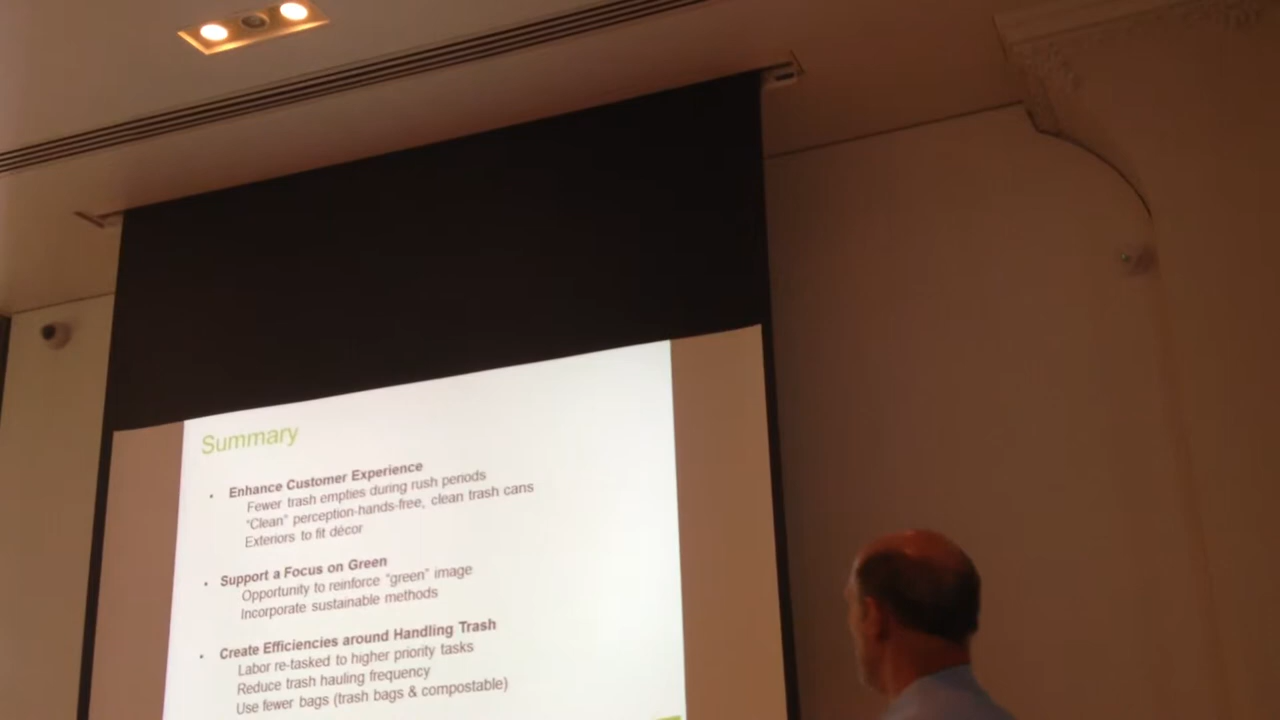 Summary
• Enhance Customer Experience
Fewer trash empties during rush periods
"Clean" perception-hands-free, clean trash cans
Exteriors to fit décor
• Support a Focus on Green
Opportunity to reinforce "green" image
Incorporate sustainable methods
• Create Efficiencies around Handling Trash
Labor re-tasked to higher priority tasks
Reduce trash hauling frequency
Use fewer bags (trash bags & compostable)